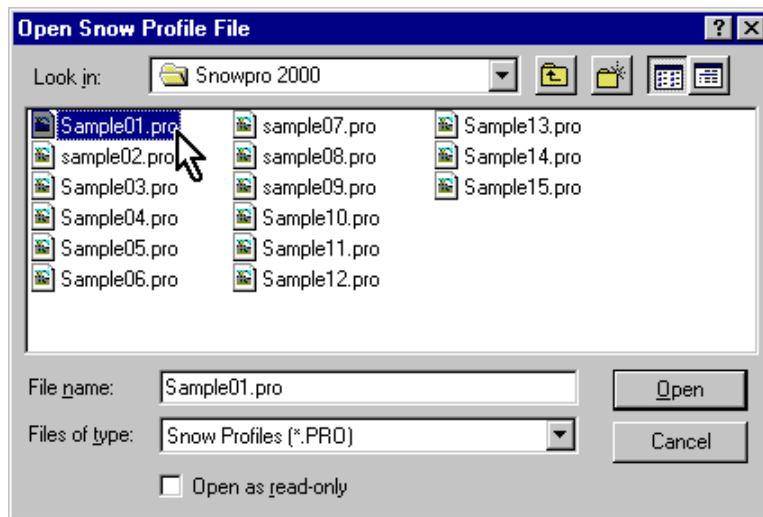 Open Snow Profile File
Look in: Snowpro 2000
Sample01.pro sample07.pro Sample13.pro
sample02.pro sample08.pro Sample14.pro
Sample03.pro sample09.pro Sample15.pro
Sample04.pro Sample10.pro
Sample05.pro Sample11.pro
Sample06.pro Sample12.pro
File name: Sample01.pro Open
Files of type: Snow Profiles (*.PRO) Cancel
Open as read-only